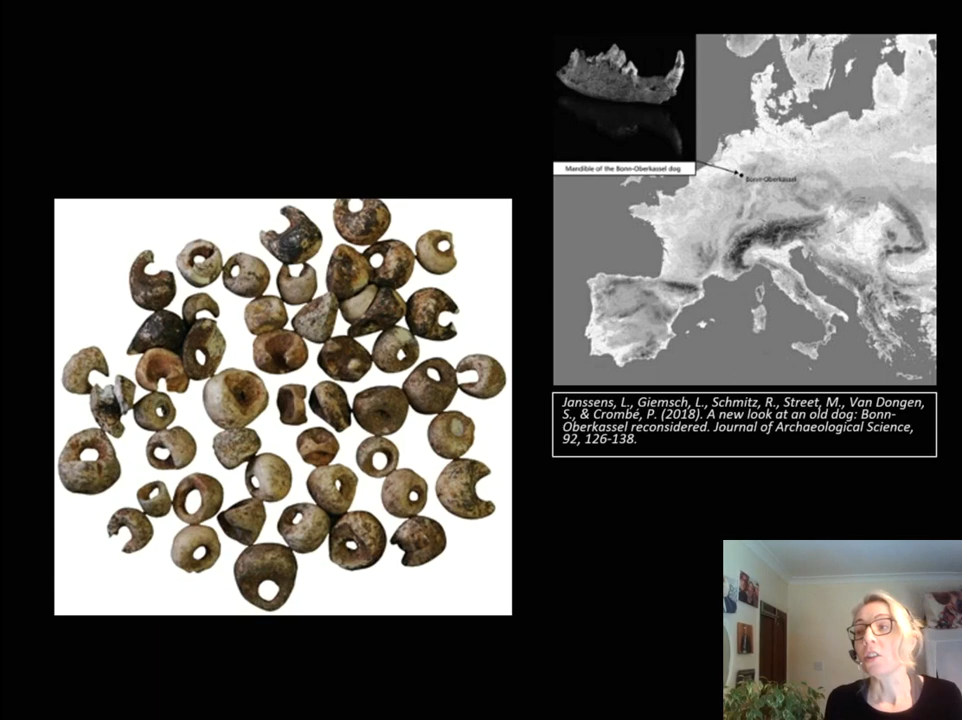 Mandible of the Bonn-Oberkassel dog
Bonn-Oberkassel
Janssens, L., Giemsch, L., Schmitz, R., Street, M., Van Dongen,
S., & Crombé, P. (2018). A new look at an old dog: Bonn-
Oberkassel reconsidered. Journal of Archaeological Science,
92, 126-138.